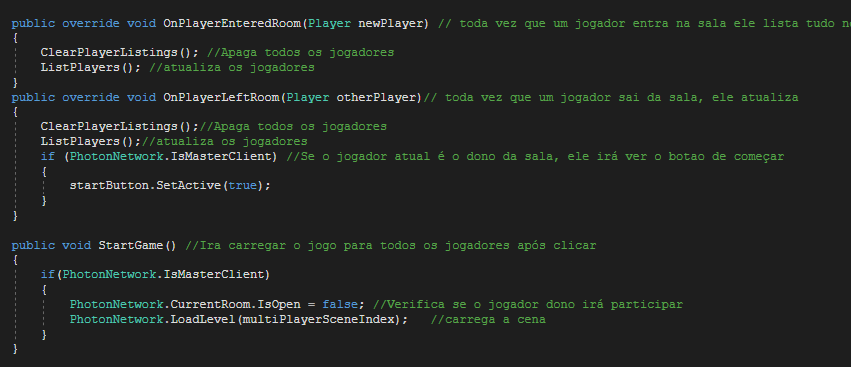 public override void OnPlayerEnteredRoom(Player newPlayer) // toda vez que um jogador entra na sala ele lista tudo
{
ClearPlayerListings(); //Apaga todos os jogadores
ListPlayers(); //atualiza os jogadores
}
public override void OnPlayerLeftRoom(Player otherPlayer)// toda vez que um jogador sai da sala, ele atualiza
{
ClearPlayerListings();//Apaga todos os jogadores
ListPlayers();//atualiza os jogadores
if (PhotonNetwork.IsMasterClient) //Se o jogador atual é o dono da sala, ele irá ver o botao de começar
{
startButton.SetActive(true);
}
}
public void StartGame() //Ira carregar o jogo para todos os jogadores após clicar
{
if(PhotonNetwork.IsMasterClient)
{
PhotonNetwork.CurrentRoom.IsOpen = false; //Verifica se o jogador dono irá participar
PhotonNetwork.LoadLevel(multiPlayerSceneIndex); //carrega a cena
}
}